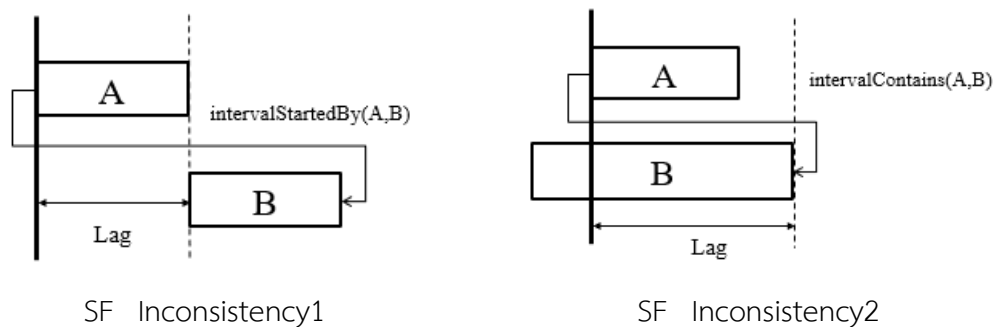 A
intervalStartedBy(A,B)
B
Lag
SF Inconsistency1
A
intervalContains(A,B)
B
Lag
SF Inconsistency2